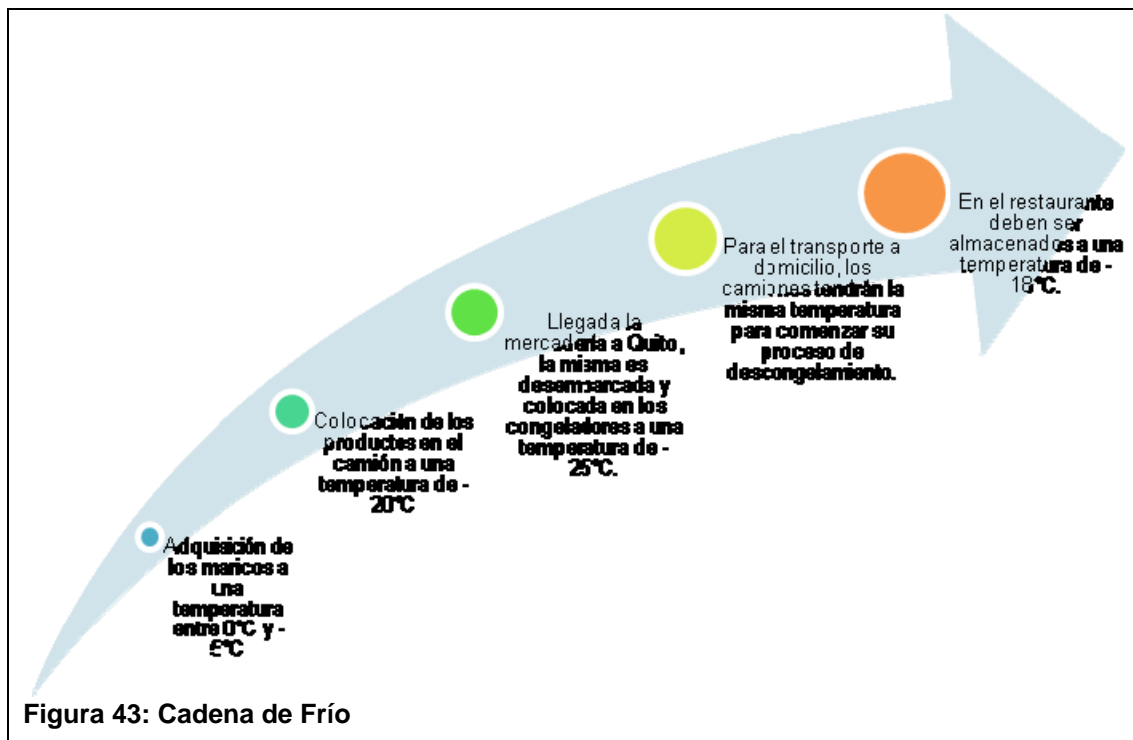 Adquisición de
los maricos a
una
temperatura
entre 0°C y -
Colocación de los
productos en el
camión a una
temperatura de -
20°C
Llegada la
mercadería a Quito,
la misma es
desembarcada y
colocada en los
congeladores a una
temperatura de -
25°C.
Para el transporte a
domicilio, los
camiones tendrán la
misma temperatura
para comenzar su
proceso de
descongelamiento.
En el restaurante
deben ser
almacenados a una
temperatura de -
18°C.
Figura 43: Cadena de Frío